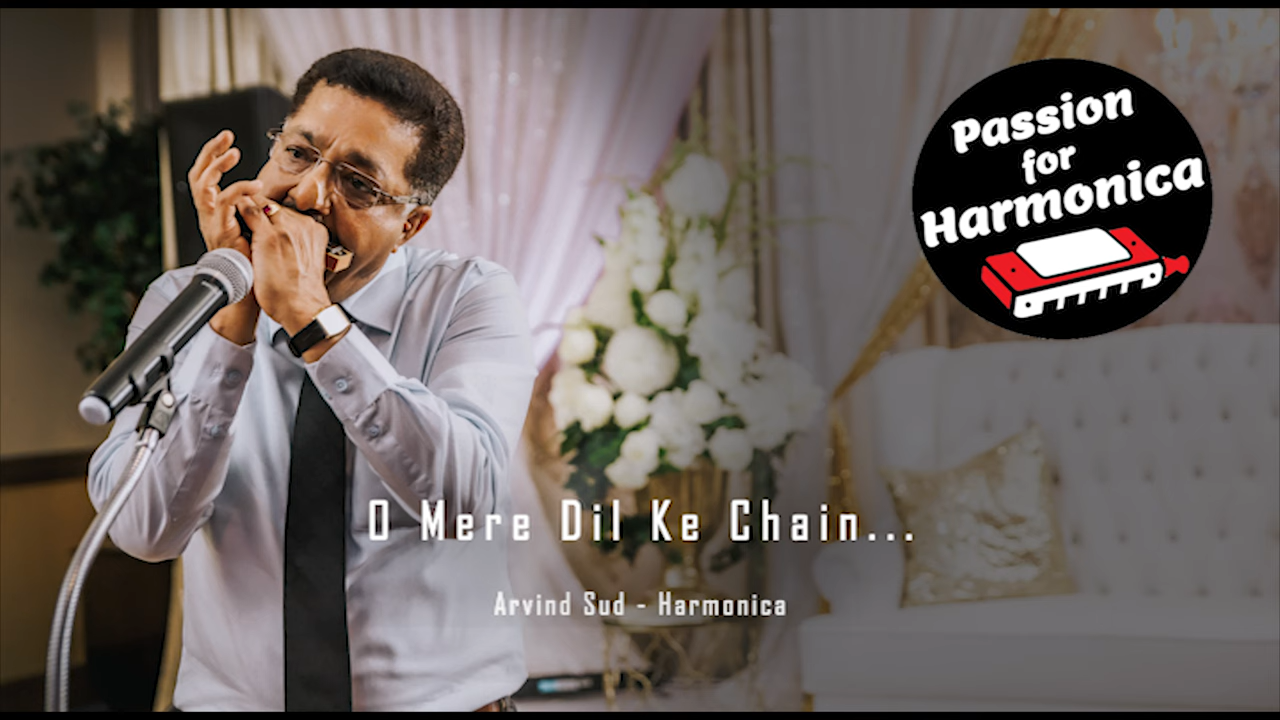 Passion
for
Harmonica
O Mere Dil Ke Chain...
Arvind Sud - Harmonica